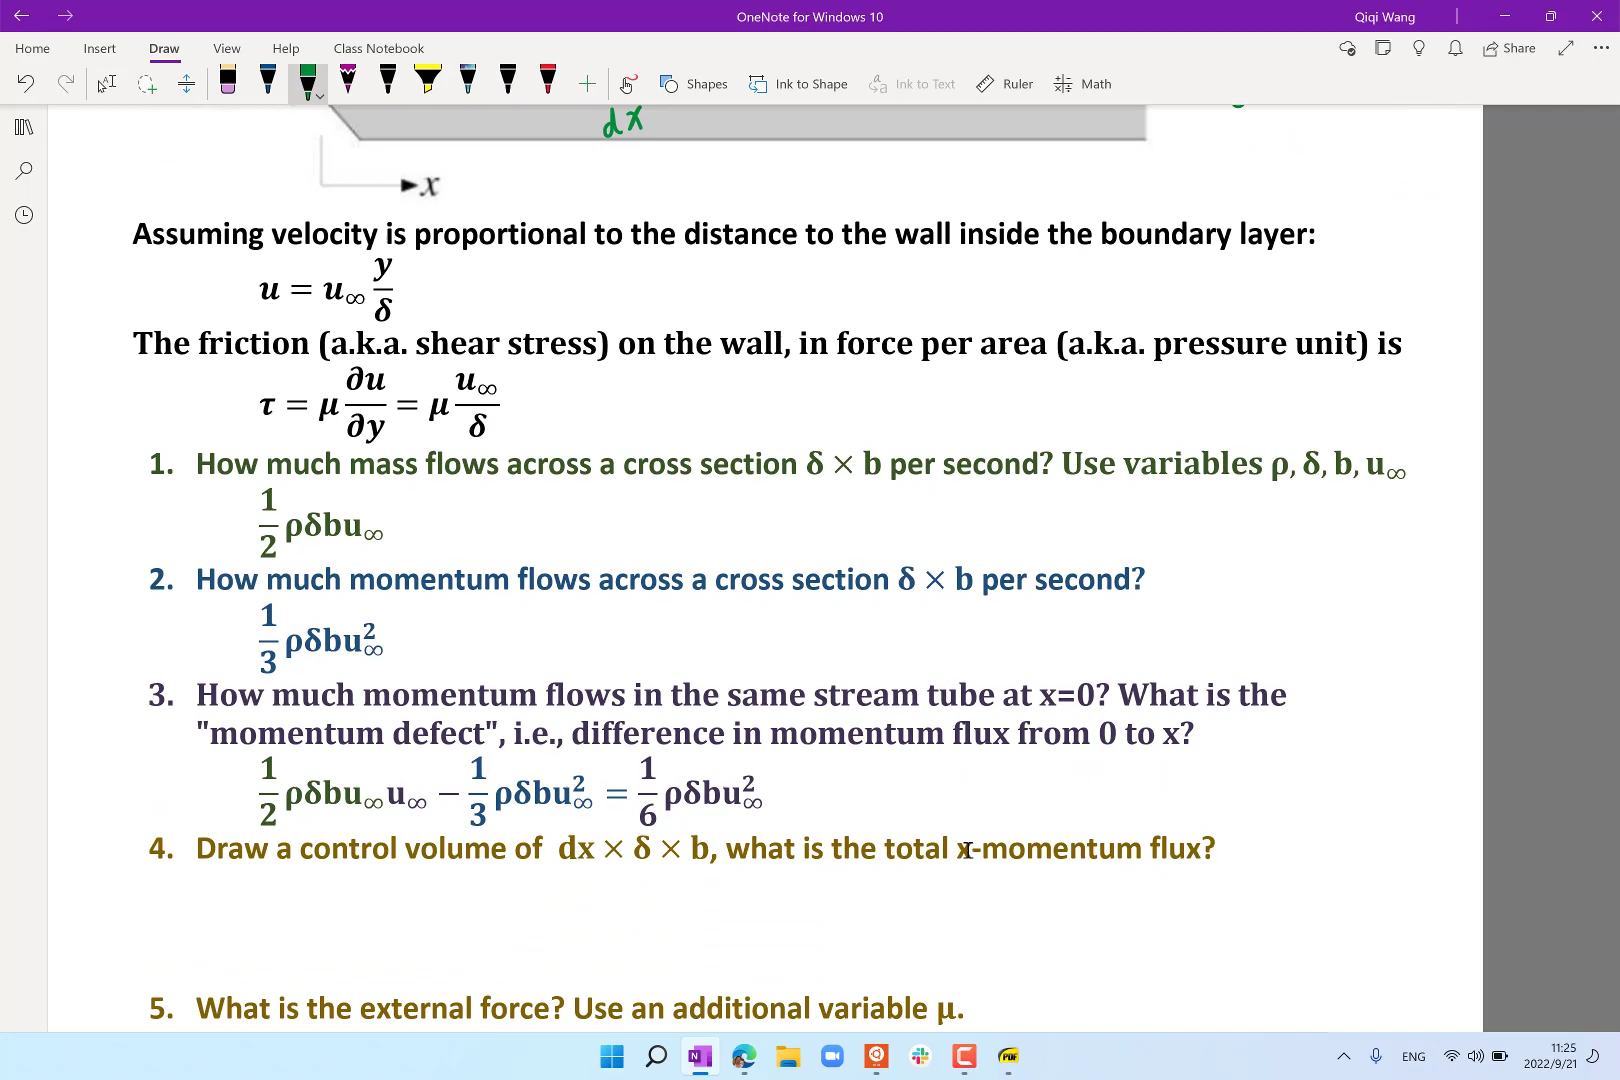 OneNote for Windows 10
Qiqi Wang
Home Insert Draw View Help Class Notebook
Share
Shapes Ink to Shape Ink to Text Ruler Math
dx
x
Assuming velocity is proportional to the distance to the wall inside the boundary layer:
u = u∞ y/δ
The friction (a.k.a. shear stress) on the wall, in force per area (a.k.a. pressure unit) is
τ = μ ∂u/∂y = μ u∞/δ
1. How much mass flows across a cross section δ × b per second? Use variables ρ, δ, b, u∞
1/2 ρδbu∞
2. How much momentum flows across a cross section δ × b per second?
1/3 ρδbu∞²
3. How much momentum flows in the same stream tube at x=0? What is the
"momentum defect", i.e., difference in momentum flux from 0 to x?
1/2 ρδbu∞u∞ − 1/3 ρδbu∞² = 1/6 ρδbu∞²
4. Draw a control volume of dx × δ × b, what is the total x-momentum flux?
5. What is the external force? Use an additional variable μ.
ENG
11:25
2022/9/21